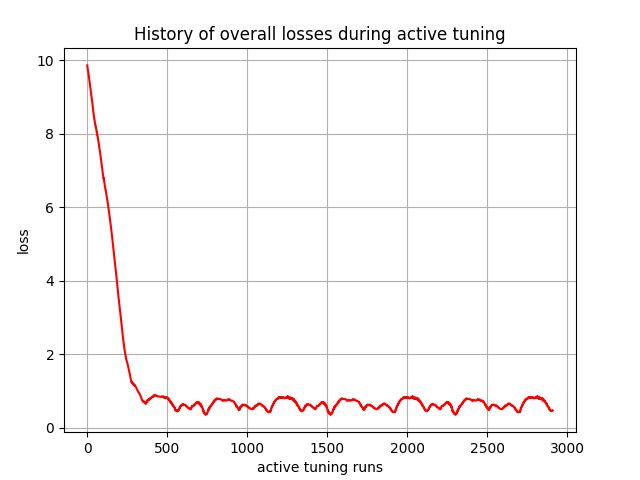 History of overall losses during active tuning
10
8
6
4
2
0
loss
0 500 1000 1500 2000 2500 3000
active tuning runs